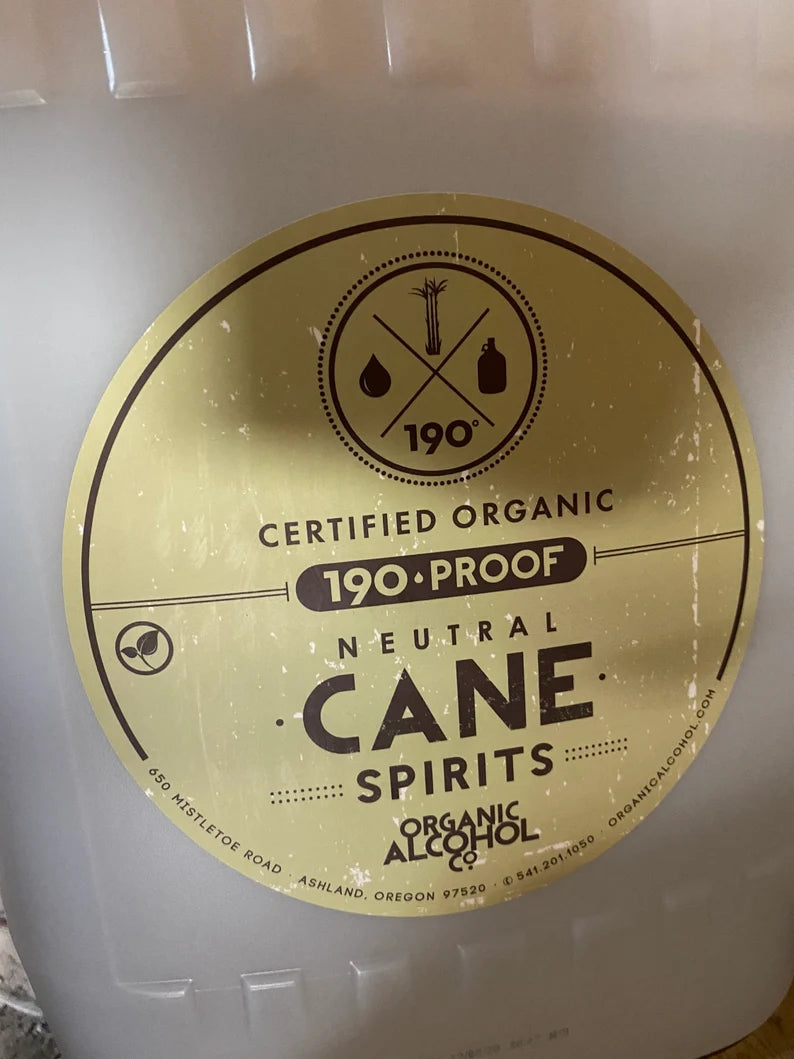 190°
CERTIFIED ORGANIC
190•PROOF
NEUTRAL
•CANE•
SPIRITS
ORGANIC
ALCOHOL
CO
650 MISTLETOE ROAD · ASHLAND, OREGON 97520 · ✆ 541.201.1050 · ORGANICALCOHOL.COM